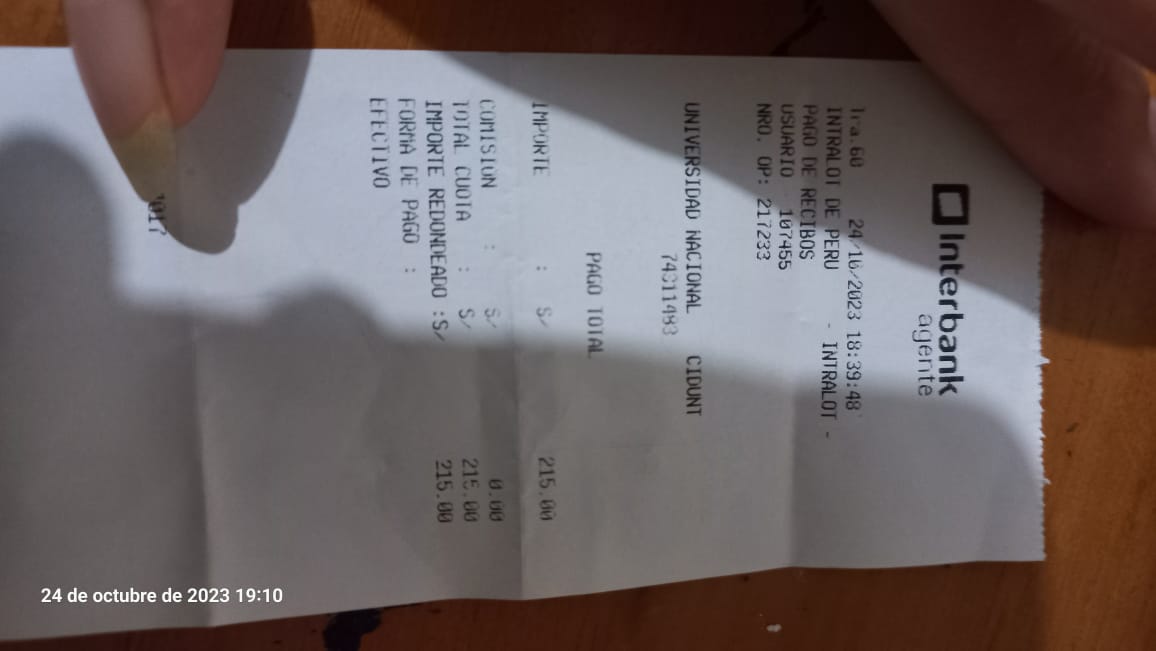 Interbank
agente
Tra.60 24/10/2023 18:39:48
INTRALOT DE PERU - INTRALOT -
PAGO DE RECIBOS
USUARIO 107455
NRO. OP: 217233
UNIVERSIDAD NACIONAL CIDUNT
74311483
PAGO TOTAL
IMPORTE : S/ 215.00
COMISION : S/ 0.00
TOTAL CUOTA : S/ 215.00
IMPORTE REDONDEADO :S/ 215.00
FORMA DE PAGO :
EFECTIVO
24 de octubre de 2023 19:10